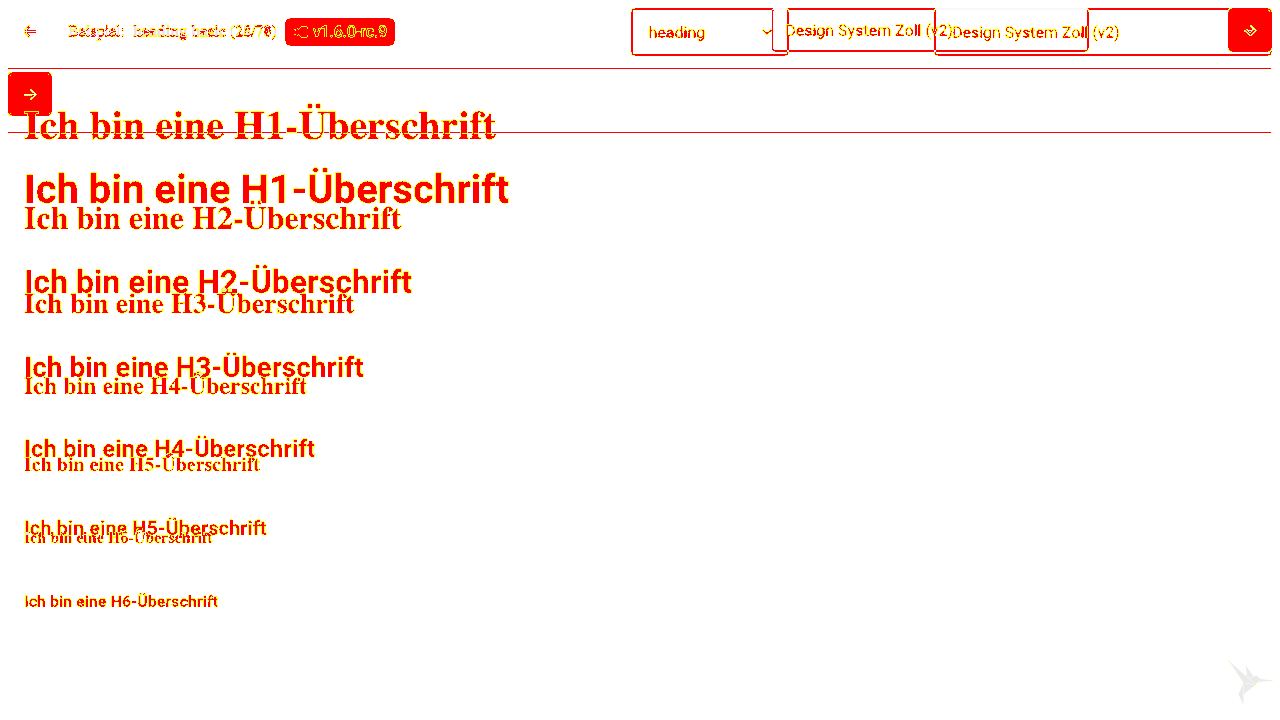 Beispiel: heading basic (26/78) v1.6.0-rc.9 heading Design System Zoll (v2) Design System Zoll (v2)
Ich bin eine H1-Überschrift
Ich bin eine H1-Überschrift
Ich bin eine H2-Überschrift
Ich bin eine H2-Überschrift
Ich bin eine H3-Überschrift
Ich bin eine H3-Überschrift
Ich bin eine H4-Überschrift
Ich bin eine H4-Überschrift
Ich bin eine H5-Überschrift
Ich bin eine H5-Überschrift
Ich bin eine H6-Überschrift
Ich bin eine H6-Überschrift